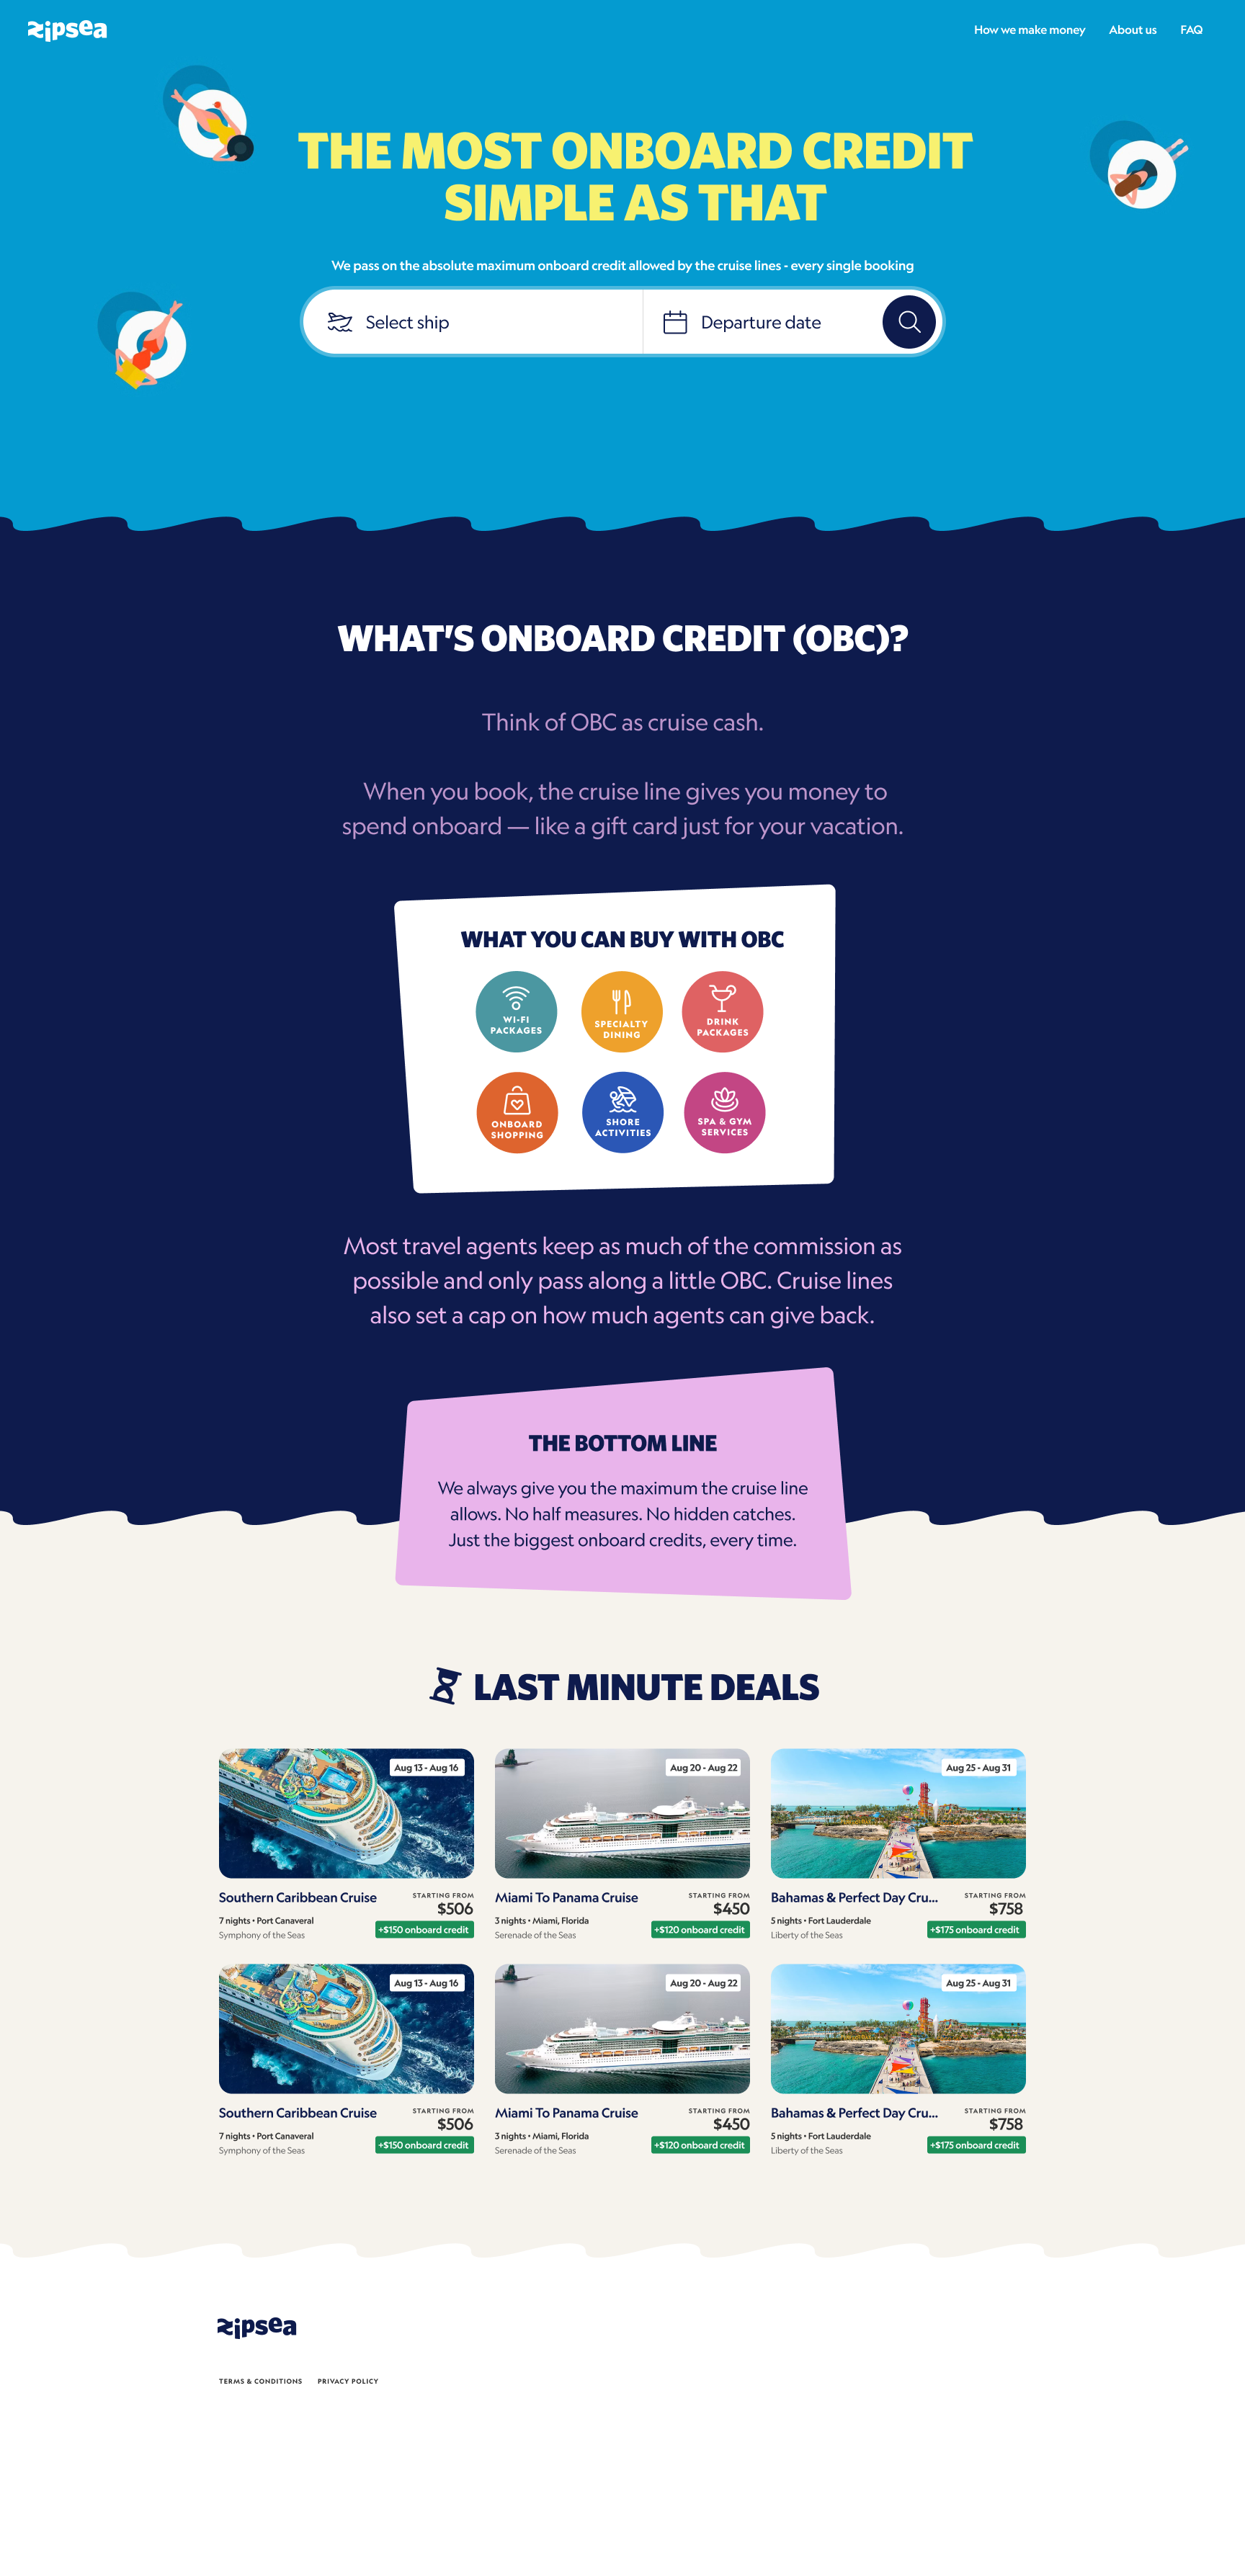 zipsea
How we make money
About us
FAQ
THE MOST ONBOARD CREDIT
SIMPLE AS THAT
We pass on the absolute maximum onboard credit allowed by the cruise lines - every single booking
Select ship
Departure date
WHAT'S ONBOARD CREDIT (OBC)?
Think of OBC as cruise cash.
When you book, the cruise line gives you money to
spend onboard — like a gift card just for your vacation.
WHAT YOU CAN BUY WITH OBC
WI-FI
PACKAGES
SPECIALTY
DINING
DRINK
PACKAGES
ONBOARD
SHOPPING
SHORE
ACTIVITIES
SPA & GYM
SERVICES
Most travel agents keep as much of the commission as
possible and only pass along a little OBC. Cruise lines
also set a cap on how much agents can give back.
THE BOTTOM LINE
We always give you the maximum the cruise line
allows. No half measures. No hidden catches.
Just the biggest onboard credits, every time.
LAST MINUTE DEALS
Aug 13 - Aug 16
Southern Caribbean Cruise
STARTING FROM
$506
7 nights • Port Canaveral
+$150 onboard credit
Symphony of the Seas
Aug 20 - Aug 22
Miami To Panama Cruise
STARTING FROM
$450
3 nights • Miami, Florida
+$120 onboard credit
Serenade of the Seas
Aug 25 - Aug 31
Bahamas & Perfect Day Cru...
STARTING FROM
$758
5 nights • Fort Lauderdale
+$175 onboard credit
Liberty of the Seas
Aug 13 - Aug 16
Southern Caribbean Cruise
STARTING FROM
$506
7 nights • Port Canaveral
+$150 onboard credit
Symphony of the Seas
Aug 20 - Aug 22
Miami To Panama Cruise
STARTING FROM
$450
3 nights • Miami, Florida
+$120 onboard credit
Serenade of the Seas
Aug 25 - Aug 31
Bahamas & Perfect Day Cru...
STARTING FROM
$758
5 nights • Fort Lauderdale
+$175 onboard credit
Liberty of the Seas
zipsea
TERMS & CONDITIONS
PRIVACY POLICY